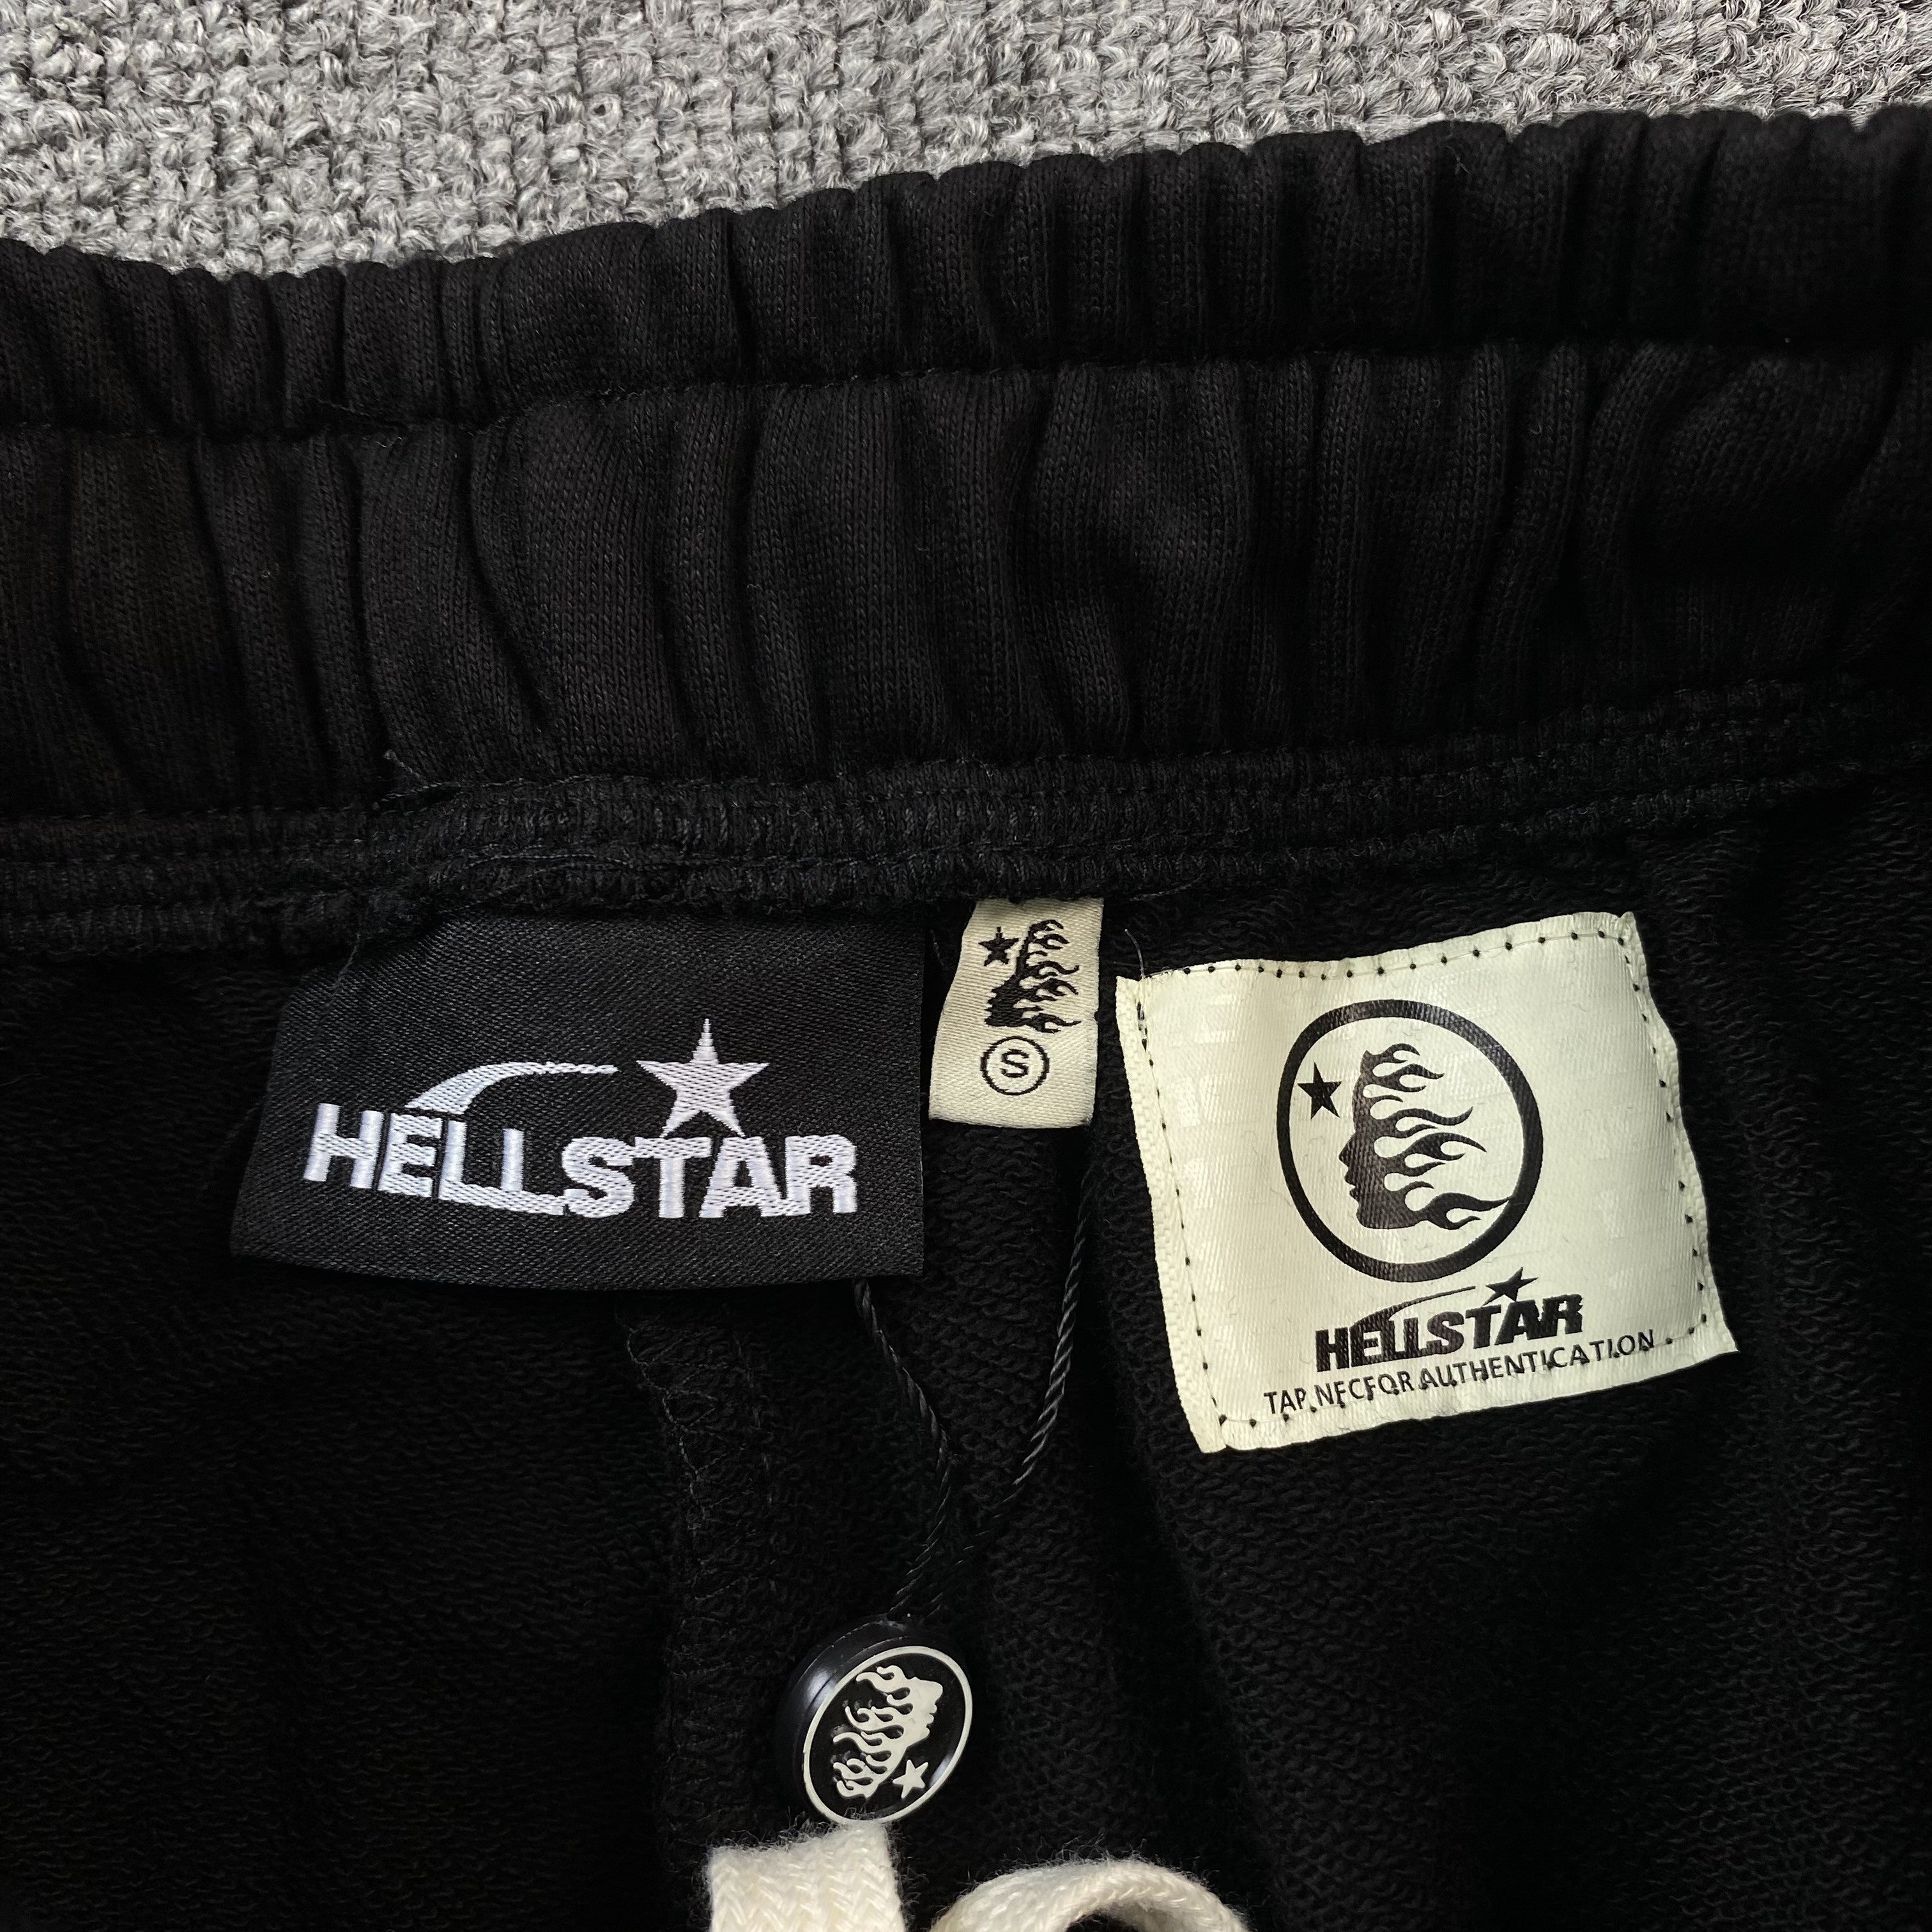 HELLSTAR
S
HELLSTAR
TAP NFCFOR AUTHENTICATION